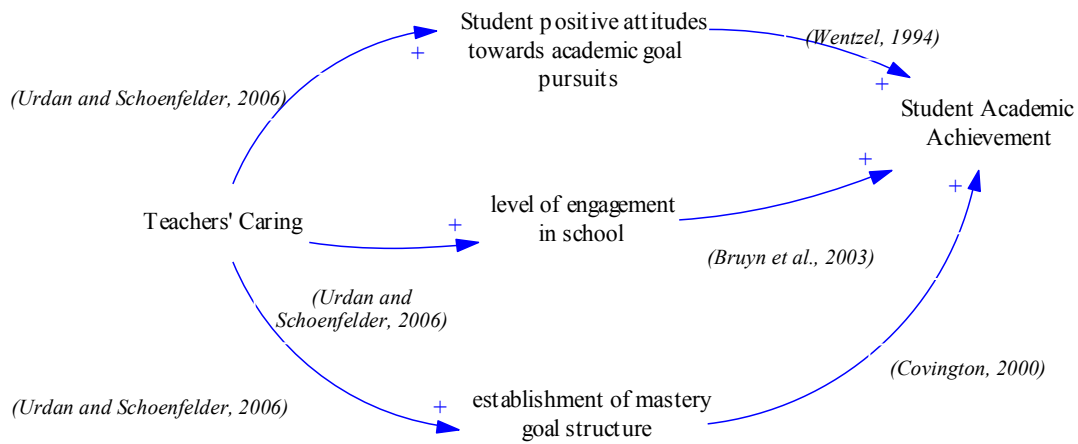 Student positive attitudes
towards academic goal
pursuits
+
(Wentzel, 1994)
+
(Urdan and Schoenfelder, 2006)
Student Academic
Achievement
+
+
Teachers' Caring
+
level of engagement
in school
(Bruyn et al., 2003)
(Urdan and
Schoenfelder, 2006)
(Covington, 2000)
(Urdan and Schoenfelder, 2006)
+
establishment of mastery
goal structure